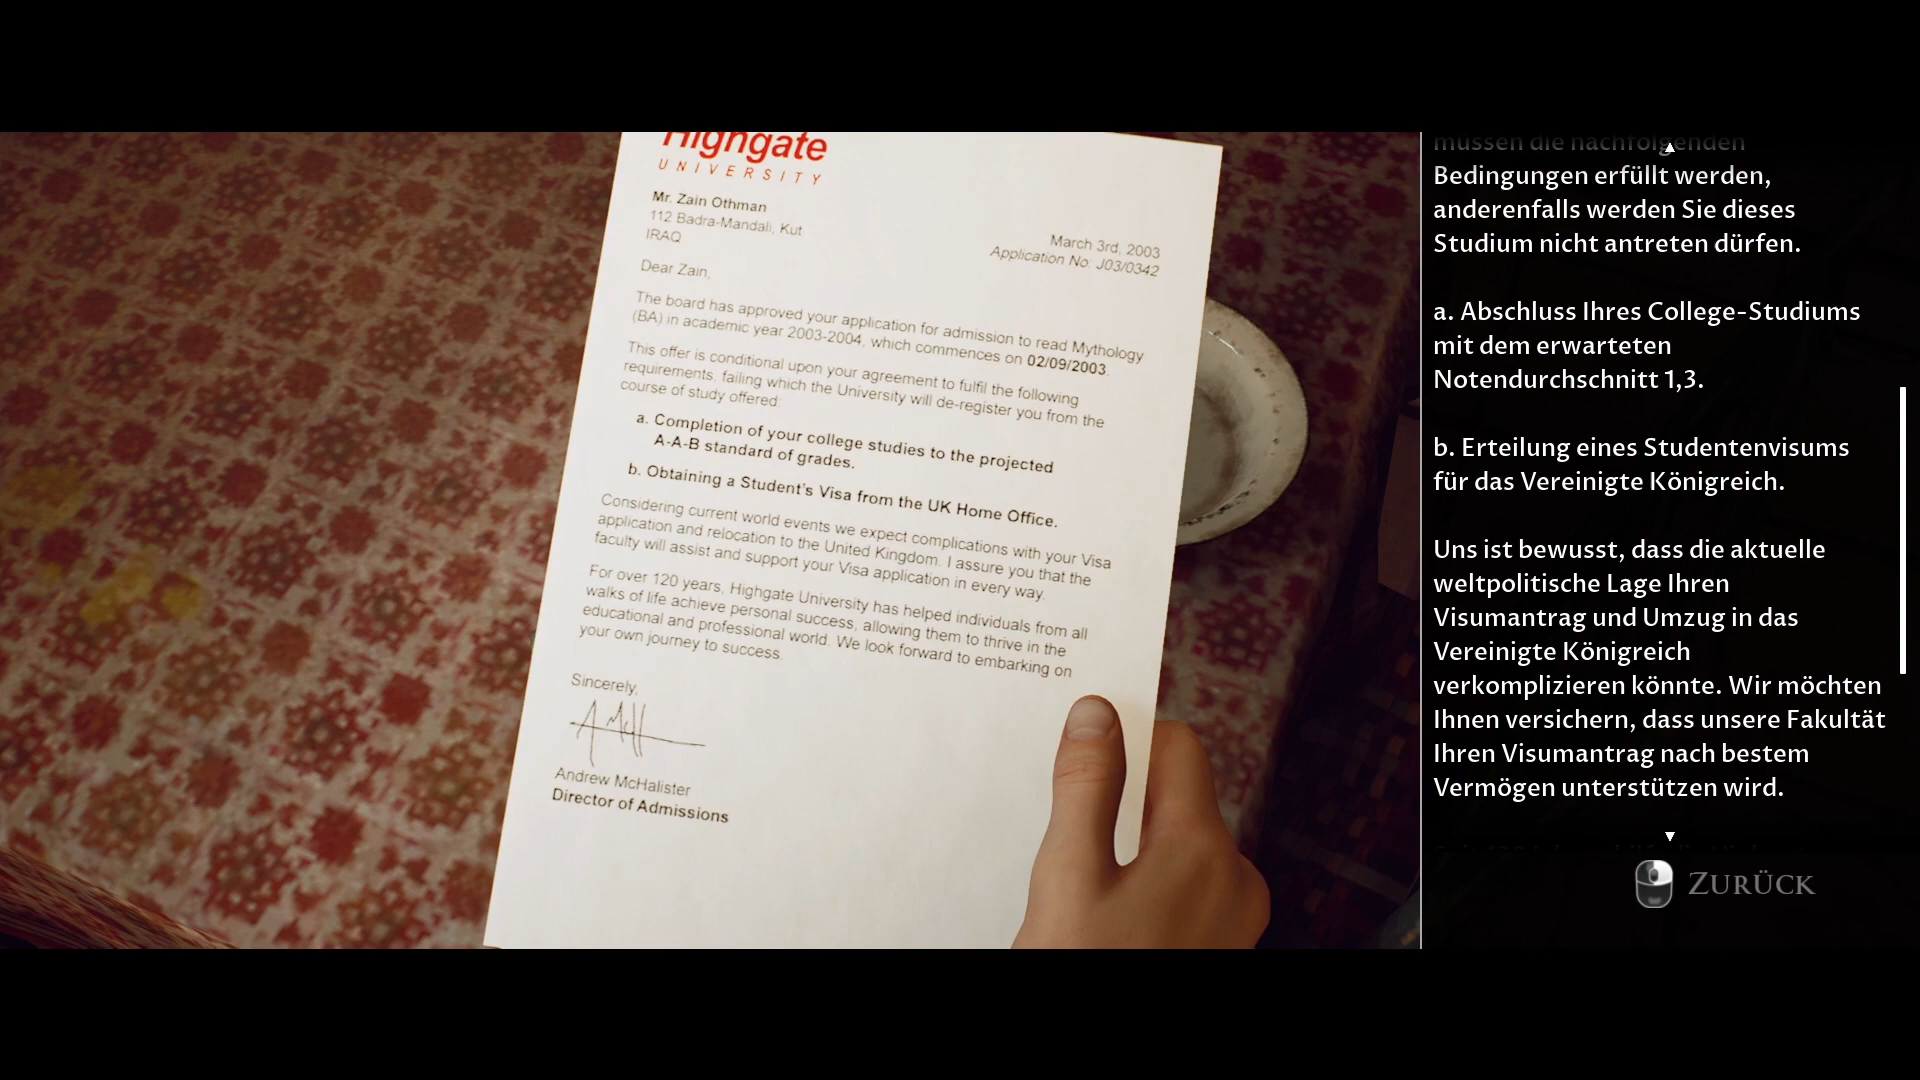 Highgate
UNIVERSITY
Mr. Zain Othman
112 Badra-Mandali, Kut
IRAQ
March 3rd, 2003
Application No: J03/0342
Dear Zain,
The board has approved your application for admission to read Mythology
(BA) in academic year 2003-2004, which commences on 02/09/2003.
This offer is conditional upon your agreement to fulfil the following
requirements, failing which the University will de-register you from the
course of study offered:
a. Completion of your college studies to the projected
A-A-B standard of grades.
b. Obtaining a Student's Visa from the UK Home Office.
Considering current world events we expect complications with your Visa
application and relocation to the United Kingdom. I assure you that the
faculty will assist and support your Visa application in every way.
For over 120 years, Highgate University has helped individuals from all
walks of life achieve personal success, allowing them to thrive in the
educational and professional world. We look forward to embarking on
your own journey to success.
Sincerely,
Andrew McHalister
Director of Admissions
müssen die nachfolgenden
Bedingungen erfüllt werden,
anderenfalls werden Sie dieses
Studium nicht antreten dürfen.
a. Abschluss Ihres College-Studiums
mit dem erwarteten
Notendurchschnitt 1,3.
b. Erteilung eines Studentenvisums
für das Vereinigte Königreich.
Uns ist bewusst, dass die aktuelle
weltpolitische Lage Ihren
Visumantrag und Umzug in das
Vereinigte Königreich
verkomplizieren könnte. Wir möchten
Ihnen versichern, dass unsere Fakultät
Ihren Visumantrag nach bestem
Vermögen unterstützen wird.
ZURÜCK